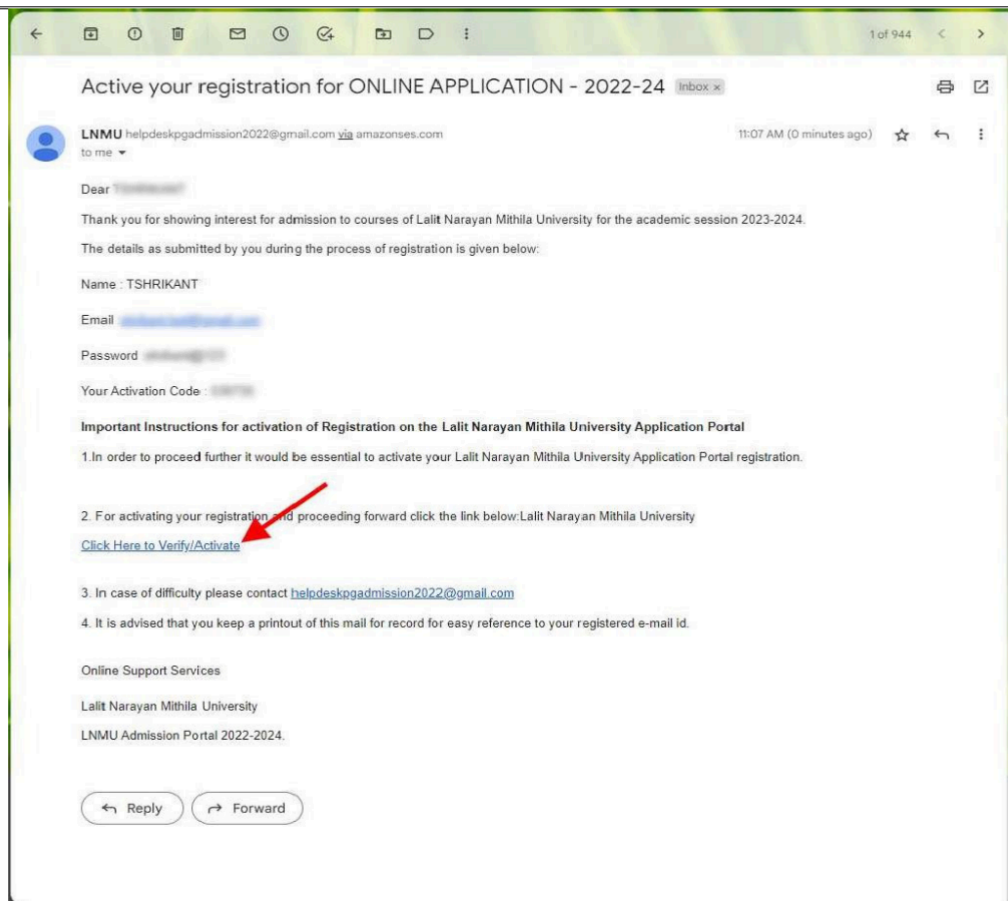 1 of 944
Active your registration for ONLINE APPLICATION - 2022-24 Inbox ×
LNMU helpdeskpgadmission2022@gmail.com via amazonses.com 11:07 AM (0 minutes ago)
to me
Dear
Thank you for showing interest for admission to courses of Lalit Narayan Mithila University for the academic session 2023-2024.
The details as submitted by you during the process of registration is given below:
Name : TSHRIKANT
Email
Password
Your Activation Code :
Important Instructions for activation of Registration on the Lalit Narayan Mithila University Application Portal
1.In order to proceed further it would be essential to activate your Lalit Narayan Mithila University Application Portal registration.
2. For activating your registration and proceeding forward click the link below:Lalit Narayan Mithila University
Click Here to Verify/Activate
3. In case of difficulty please contact helpdeskpgadmission2022@gmail.com
4. It is advised that you keep a printout of this mail for record for easy reference to your registered e-mail id.
Online Support Services
Lalit Narayan Mithila University
LNMU Admission Portal 2022-2024.
Reply Forward